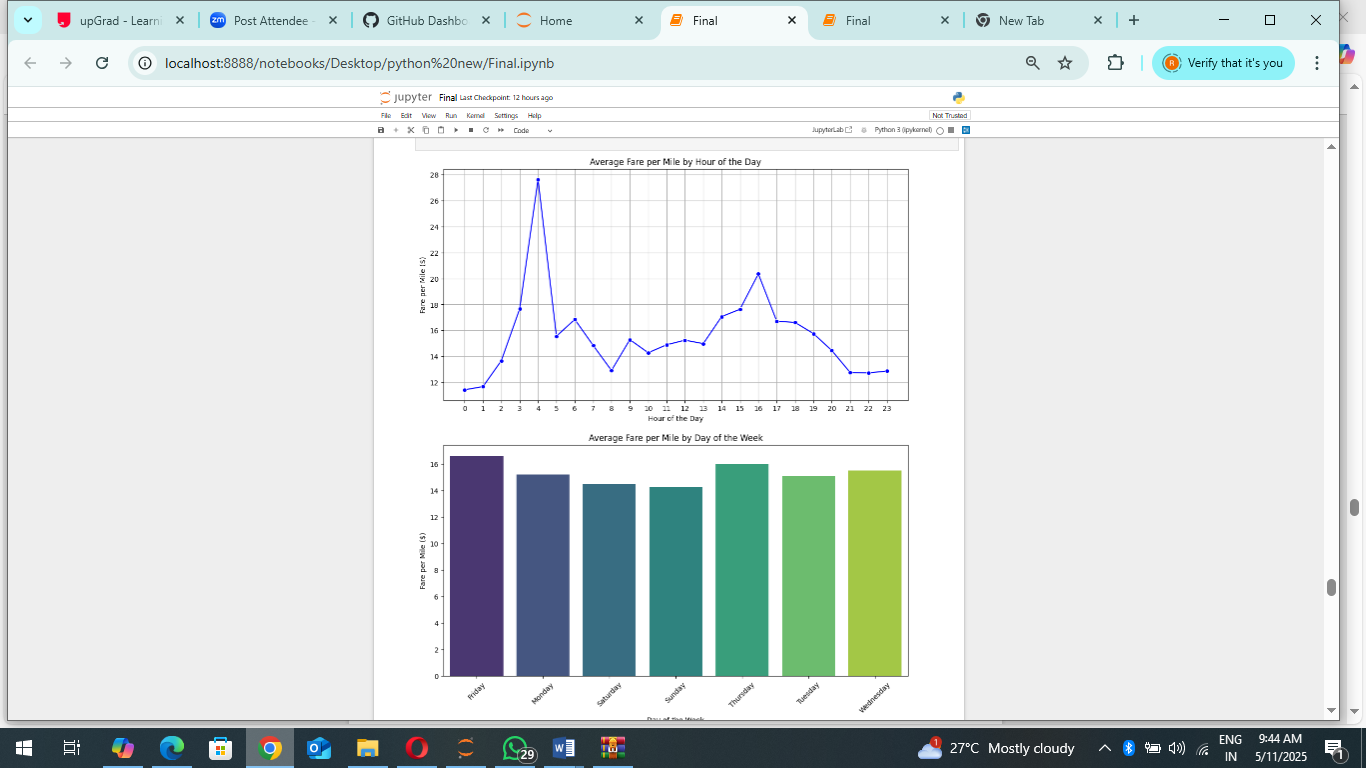 upGrad - Learni
Post Attendee -
GitHub Dashbo
Home
Final
Final
New Tab
localhost:8888/notebooks/Desktop/python%20new/Final.ipynb
Verify that it's you
jupyter Final Last Checkpoint: 12 hours ago
File Edit View Run Kernel Settings Help
Not Trusted
Code
JupyterLab
Python 3 (ipykernel)
Average Fare per Mile by Hour of the Day
Fare per Mile ($)
28
26
24
22
20
18
16
14
12
0 1 2 3 4 5 6 7 8 9 10 11 12 13 14 15 16 17 18 19 20 21 22 23
Hour of the Day
Average Fare per Mile by Day of the Week
Fare per Mile ($)
16
14
12
10
8
6
4
2
0
Friday Monday Saturday Sunday Thursday Tuesday Wednesday
Day of the Week
29
1
27°C Mostly cloudy
ENG
IN
9:44 AM
5/11/2025
1